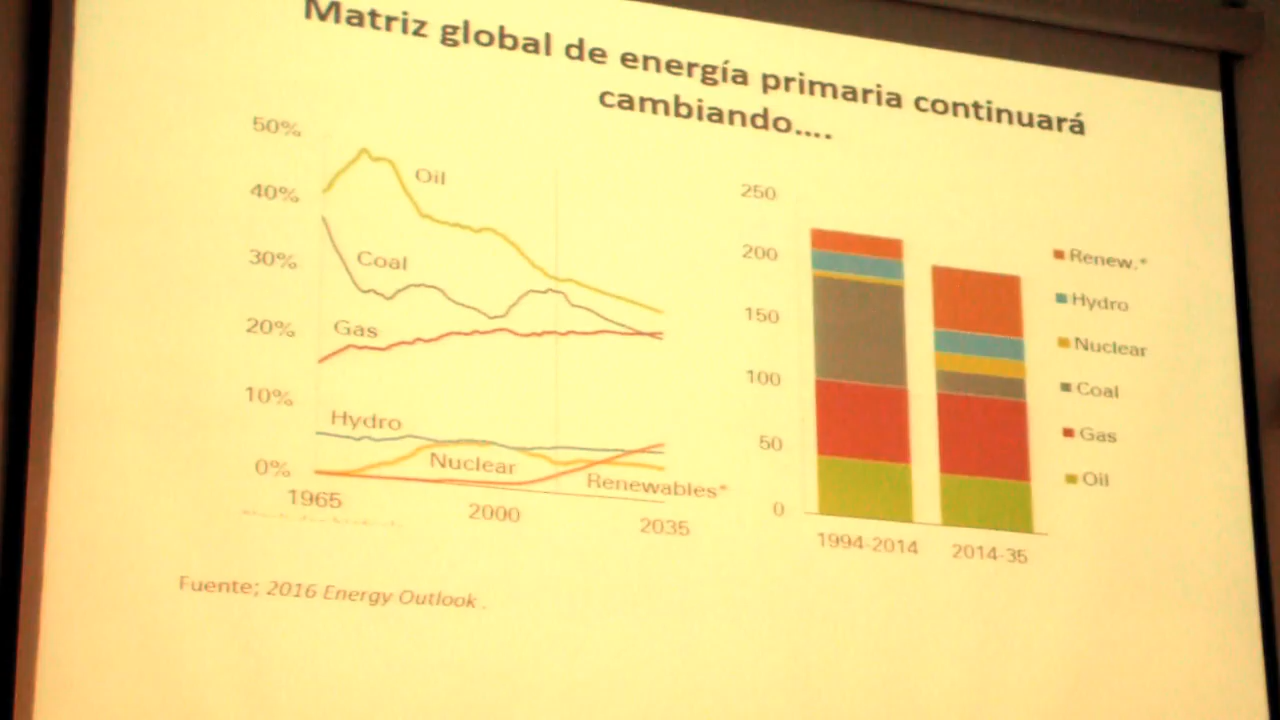 Matriz global de energía primaria continuará
cambiando....
50%
40%
30%
20%
10%
0%
Oil
Coal
Gas
Hydro
Nuclear
Renewables*
1965
2000
2035
250
200
150
100
50
0
1994-2014
2014-35
Renew.*
Hydro
Nuclear
Coal
Gas
Oil
Fuente; 2016 Energy Outlook .